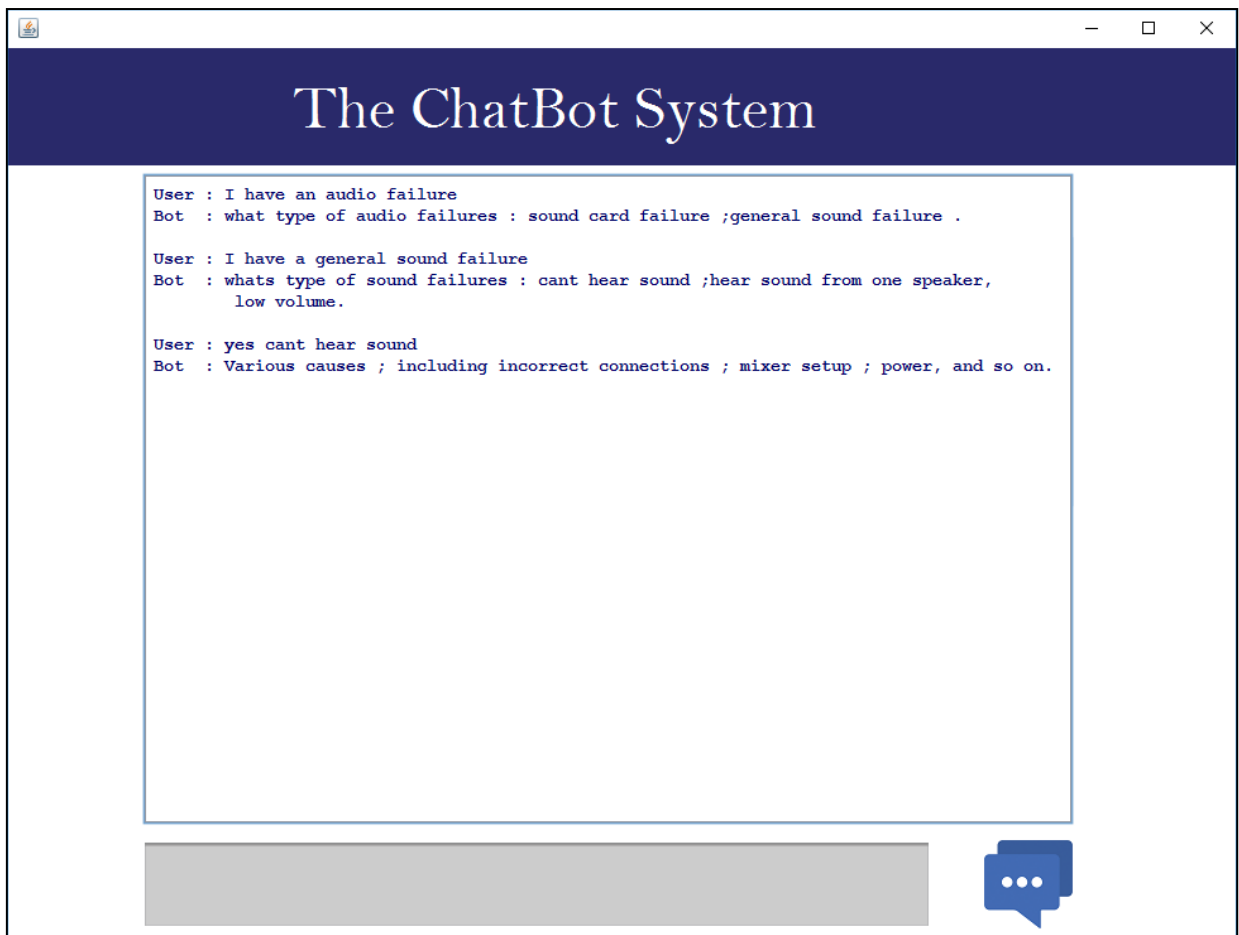 The ChatBot System
User : I have an audio failure
Bot  : what type of audio failures : sound card failure ;general sound failure .
User : I have a general sound failure
Bot  : whats type of sound failures : cant hear sound ;hear sound from one speaker,
low volume.
User : yes cant hear sound
Bot  : Various causes ; including incorrect connections ; mixer setup ; power, and so on.